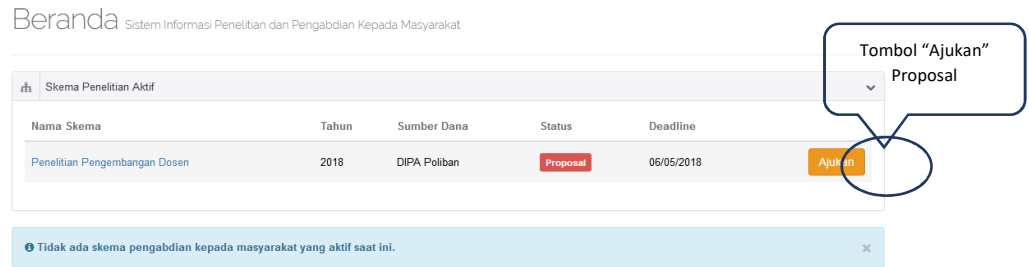 Beranda Sistem Informasi Penelitian dan Pengabdian Kepada Masyarakat
Tombol “Ajukan”
Proposal
Skema Penelitian Aktif
Nama Skema Tahun Sumber Dana Status Deadline
Penelitian Pengembangan Dosen 2018 DIPA Poliban Proposal 06/05/2018 Ajukan
Tidak ada skema pengabdian kepada masyarakat yang aktif saat ini. ×